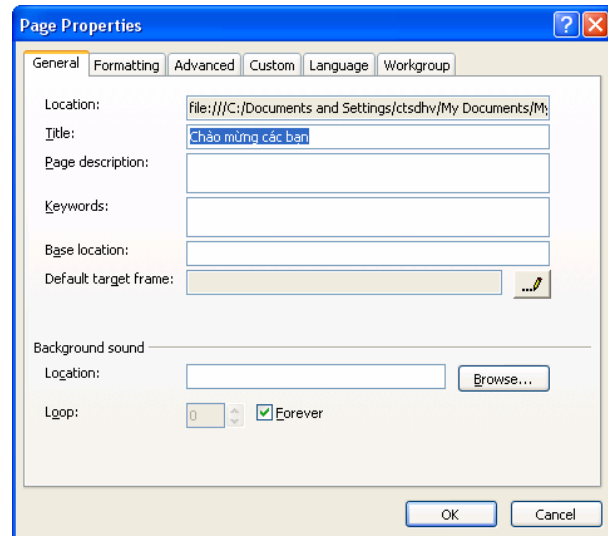 Page Properties
General Formatting Advanced Custom Language Workgroup
Location: file:///C:/Documents and Settings/ctsdhv/My Documents/My
Title: Chào mừng các bạn
Page description:
Keywords:
Base location:
Default target frame: ...
Background sound
Location: Browse...
Loop: 0 Forever
OK Cancel